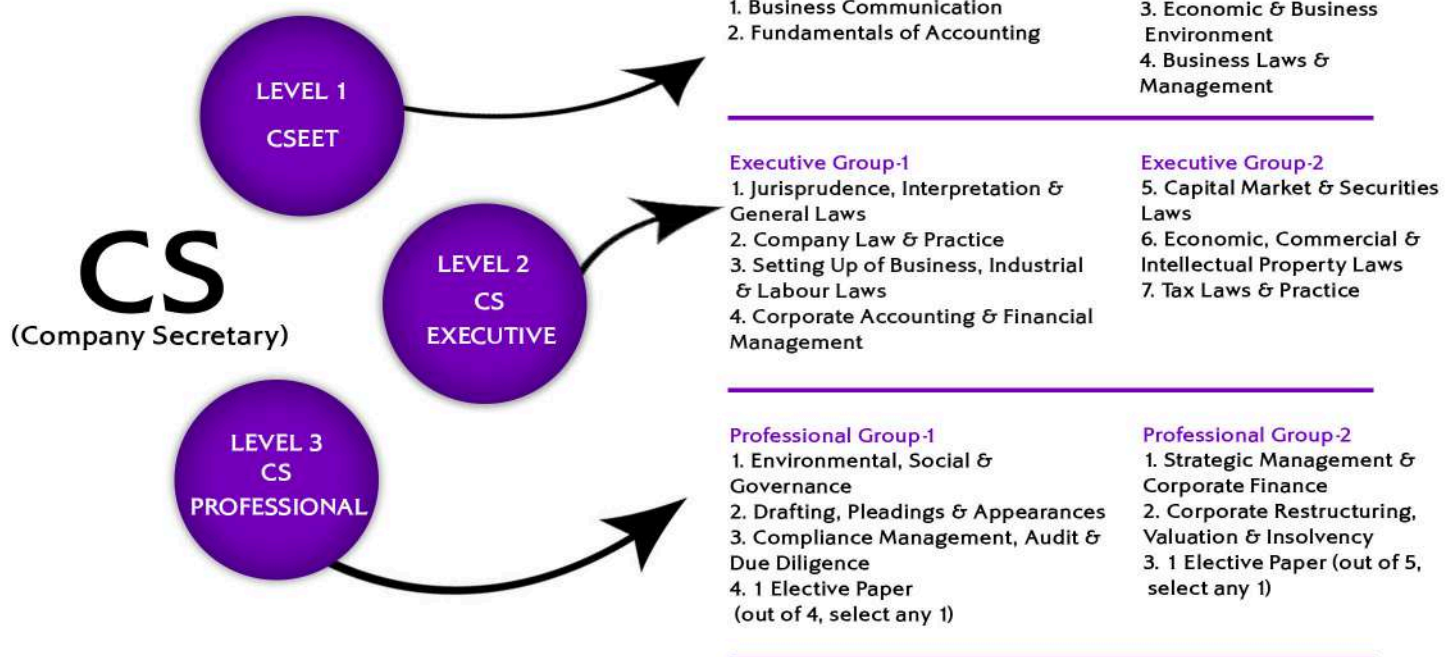 CS
(Company Secretary)
LEVEL 1
CSEET
1. Business Communication
2. Fundamentals of Accounting
3. Economic & Business
Environment
4. Business Laws &
Management
LEVEL 2
CS
EXECUTIVE
Executive Group-1
1. Jurisprudence, Interpretation &
General Laws
2. Company Law & Practice
3. Setting Up of Business, Industrial
& Labour Laws
4. Corporate Accounting & Financial
Management
Executive Group-2
5. Capital Market & Securities
Laws
6. Economic, Commercial &
Intellectual Property Laws
7. Tax Laws & Practice
LEVEL 3
CS
PROFESSIONAL
Professional Group-1
1. Environmental, Social &
Governance
2. Drafting, Pleadings & Appearances
3. Compliance Management, Audit &
Due Diligence
4. 1 Elective Paper
(out of 4, select any 1)
Professional Group-2
1. Strategic Management &
Corporate Finance
2. Corporate Restructuring,
Valuation & Insolvency
3. 1 Elective Paper (out of 5,
select any 1)